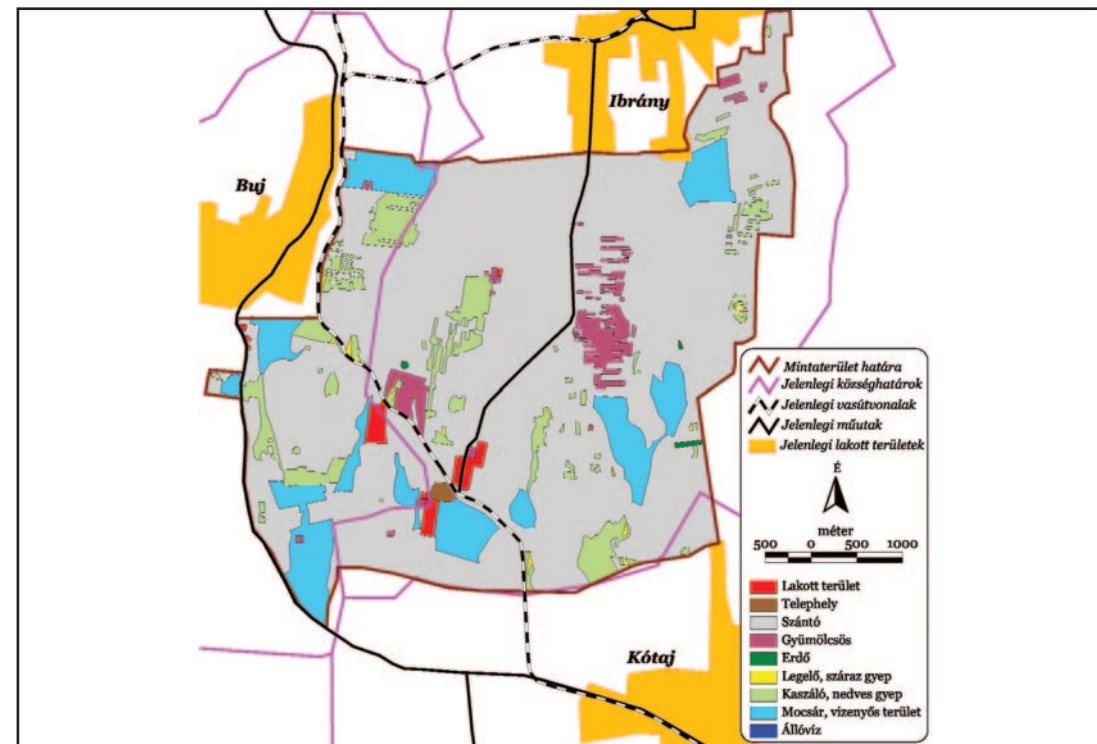 Ibrány
Buj
Kótaj
Mintaterület határa
Jelenlegi községhatárok
Jelenlegi vasútvonalak
Jelenlegi műutak
Jelenlegi lakott területek
É
méter
500 0 500 1000
Lakott terület
Telephely
Szántó
Gyümölcsös
Erdő
Legelő, száraz gyep
Kaszáló, nedves gyep
Mocsár, vizenyős terület
Állóvíz